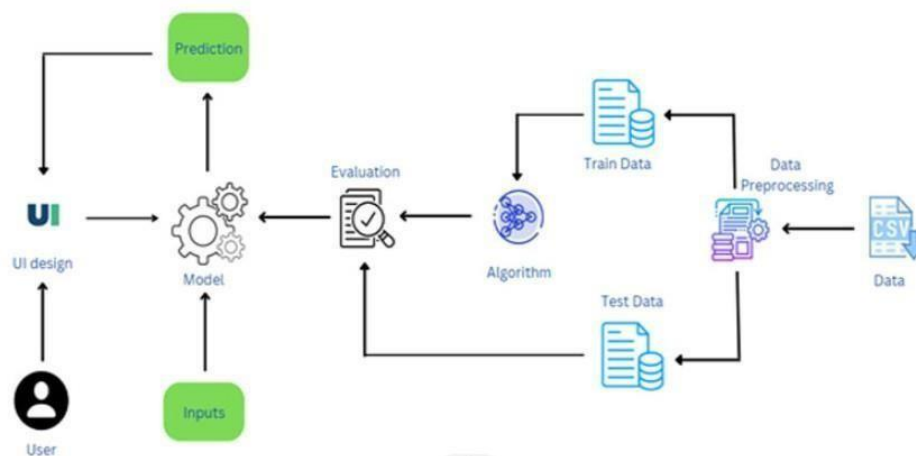 Prediction
Train Data
Evaluation
Data
Preprocessing
UI
CSV
UI design
Model
Algorithm
Data
Test Data
Inputs
User